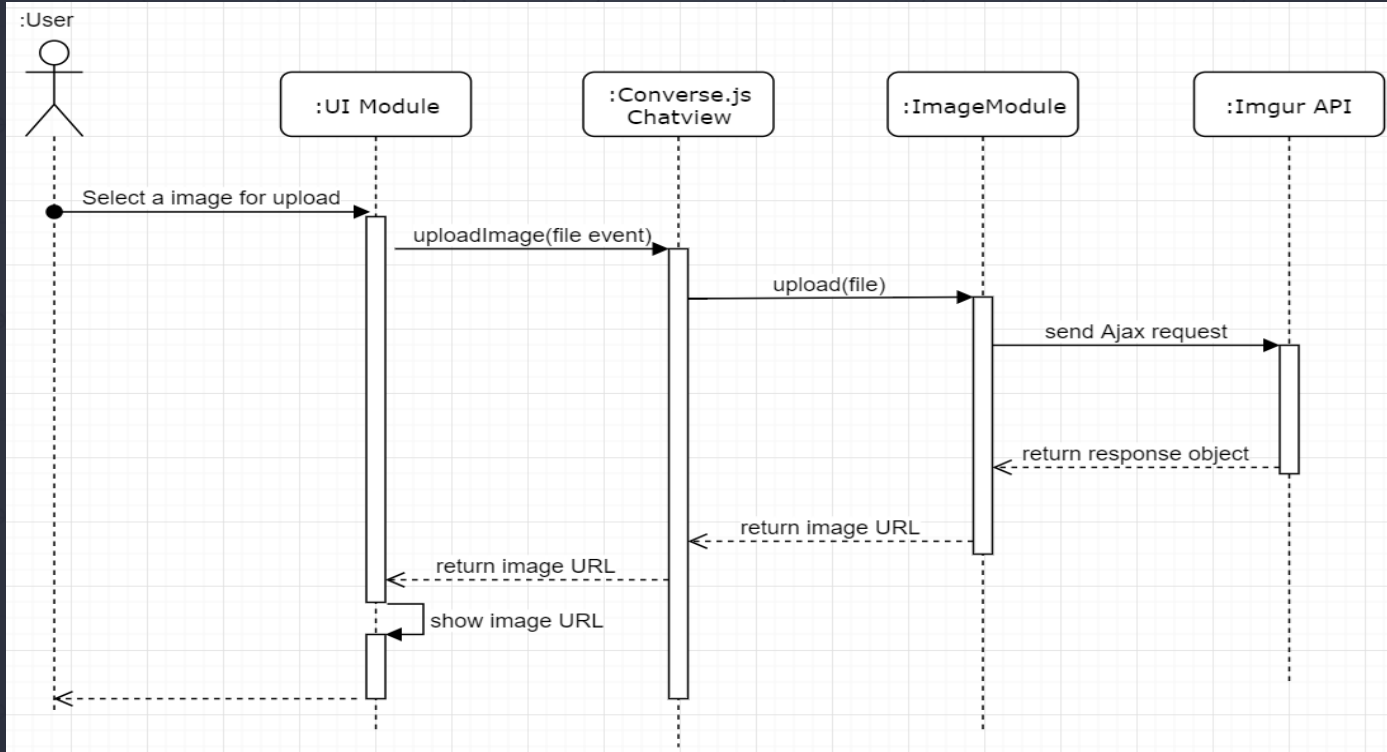 :User
:UI Module
:Converse.js
Chatview
:ImageModule
:Imgur API
Select a image for upload
uploadImage(file event)
upload(file)
send Ajax request
return response object
return image URL
return image URL
show image URL